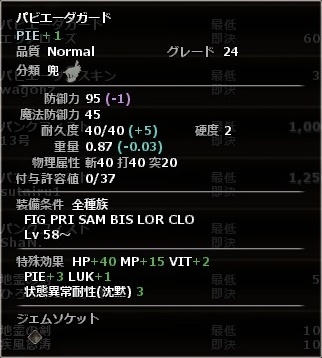 パピエーダガード
PIE+1
品質 Normal グレード 24
分類 兜
防御力 95 (-1)
魔法防御力 45
耐久度 40/40 (+5) 硬度 2
重量 0.87 (-0.03)
物理属性 斬40 打40 突20
付与許容値 0/37
装備条件 全種族
FIG PRI SAM BIS LOR CLO
Lv 58～
特殊効果 HP+40 MP+15 VIT+2
PIE+3 LUK+1
状態異常耐性(沈黙) 3
ジェムソケット